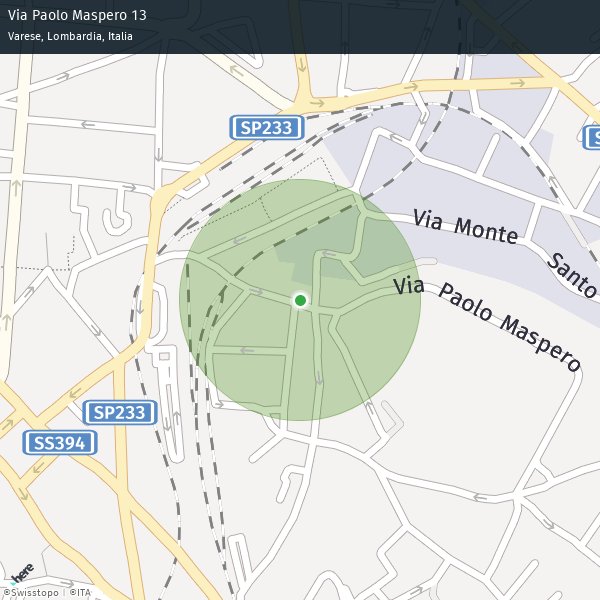 Via Paolo Maspero 13
Varese, Lombardia, Italia
SP233
S
Via Monte
Santo
Via Paolo Maspero
SP233
SS394
here
©Swisstopo | ©ITA